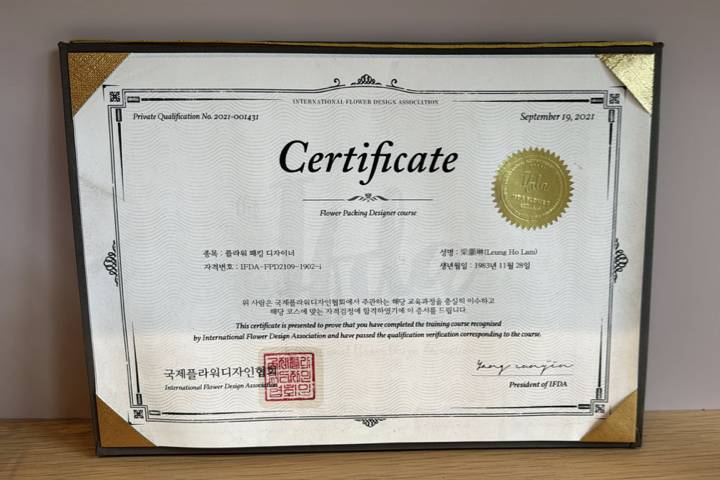 INTERNATIONAL FLOWER DESIGN ASSOCIATION
Private Qualification No. 2021-001431
September 19, 2021
Certificate
Flower Packing Designer course
종목 : 플라워 패킹 디자이너
성명 : 梁灝琳(Leung Ho Lam)
자격번호 : IFDA-FPD2109-1902-i
생년월일 : 1983년 11월 28일
위 사람은 국제플라워디자인협회에서 주관하는 해당 교육과정을 충실히 이수하고
해당 코스에 맞는 자격검정에 합격하였기에 이 증서를 드립니다
This certificate is presented to prove that you have completed the training course recognised
by International Flower Design Association and have passed the qualification verification corresponding to the course.
국제플라워디자인협회
International Flower Design Association
President of IFDA